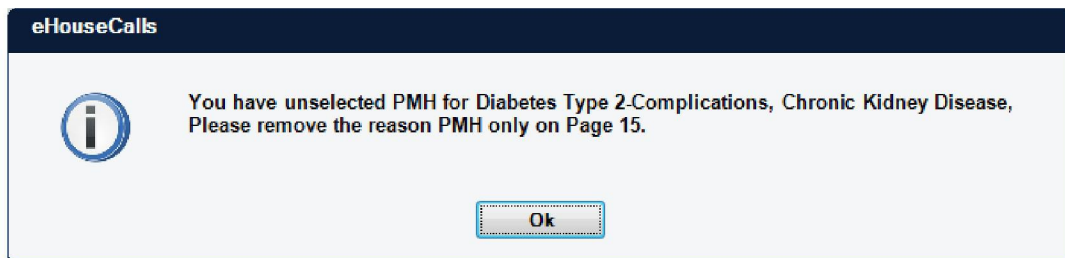 eHouseCalls
You have unselected PMH for Diabetes Type 2-Complications, Chronic Kidney Disease,
Please remove the reason PMH only on Page 15.
Ok